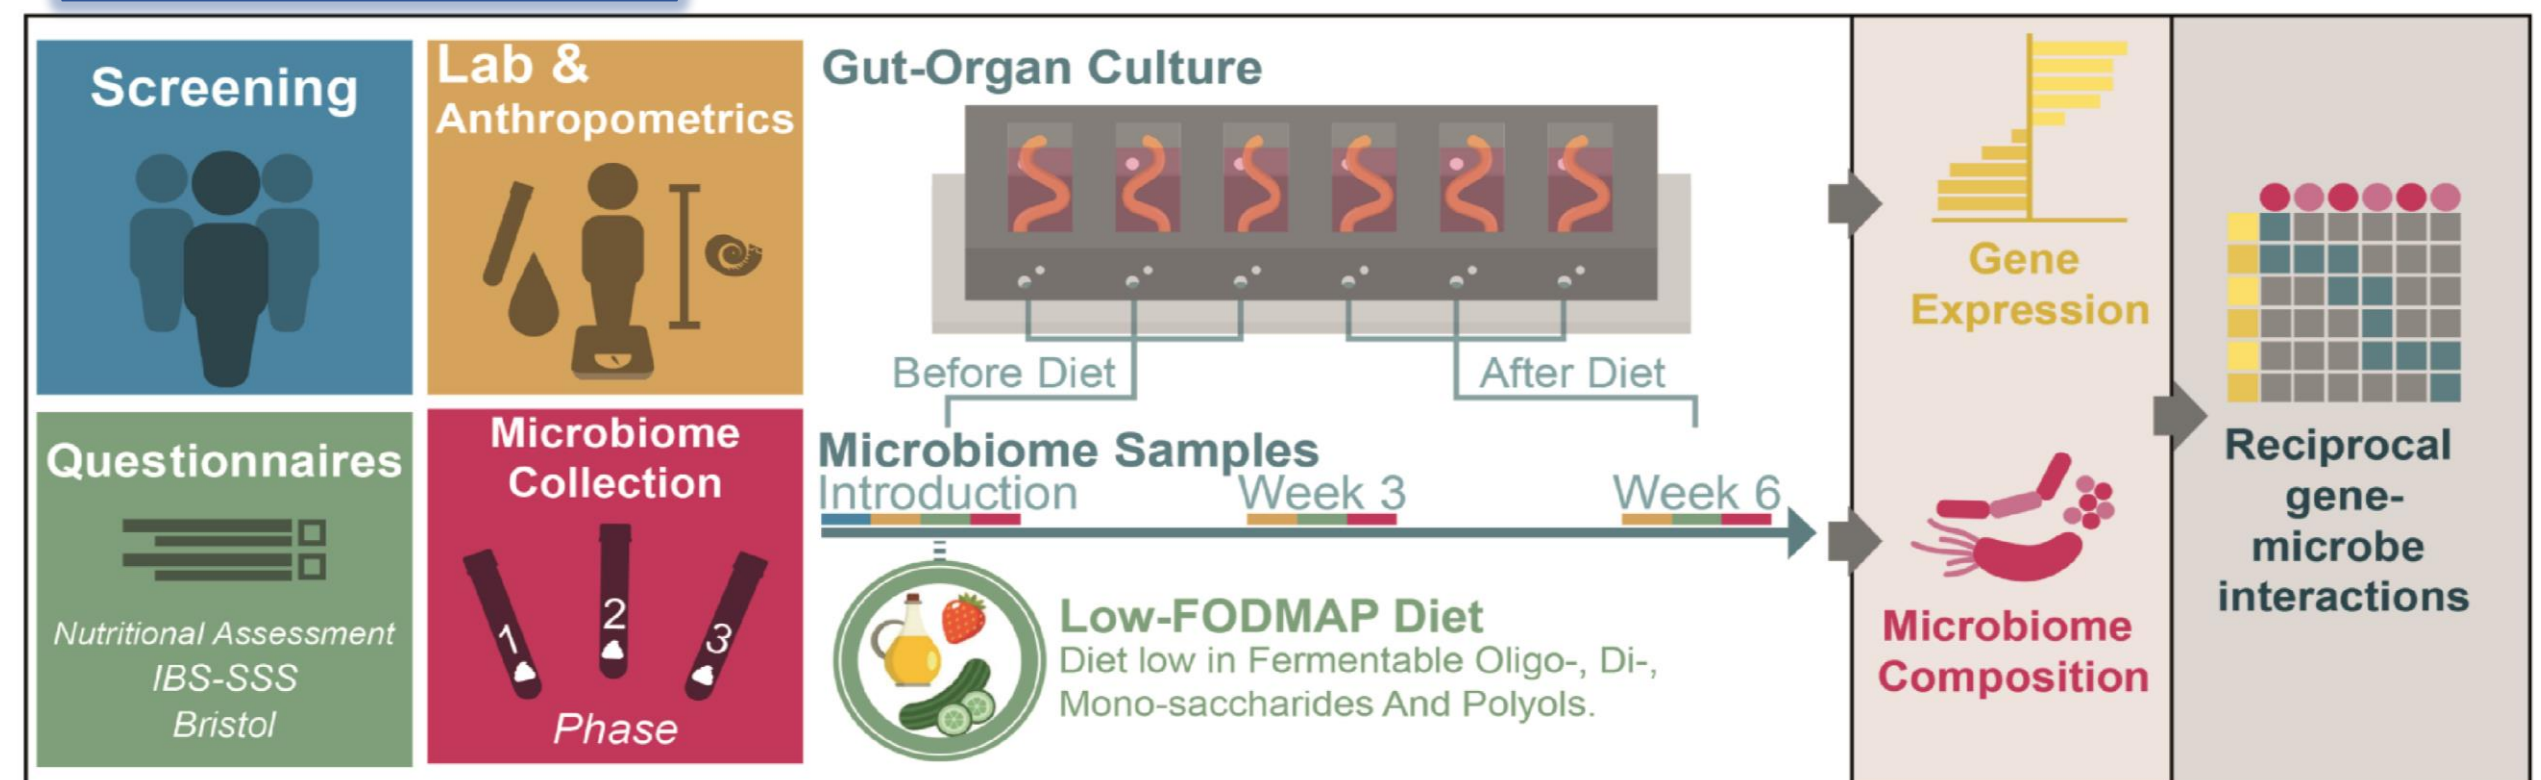 Screening
Lab &
Anthropometrics
Questionnaires
Nutritional Assessment
IBS-SSS
Bristol
Microbiome
Collection
1
2
3
Phase
Gut-Organ Culture
Before Diet
After Diet
Microbiome Samples
Introduction
Week 3
Week 6
Low-FODMAP Diet
Diet low in Fermentable Oligo-, Di-,
Mono-saccharides And Polyols.
Gene
Expression
Microbiome
Composition
Reciprocal
gene-
microbe
interactions